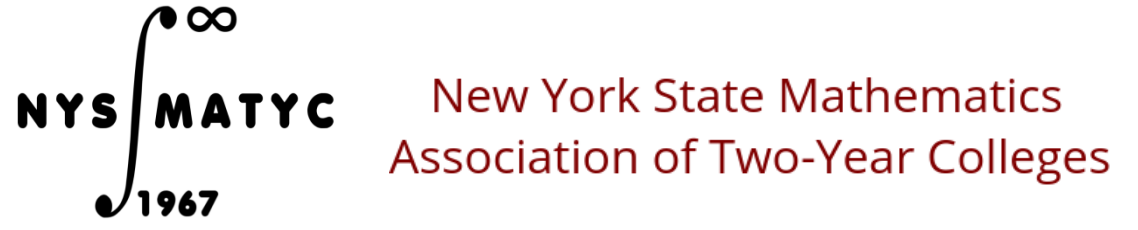 ∞
NYS∫MATYC
1967
New York State Mathematics
Association of Two-Year Colleges